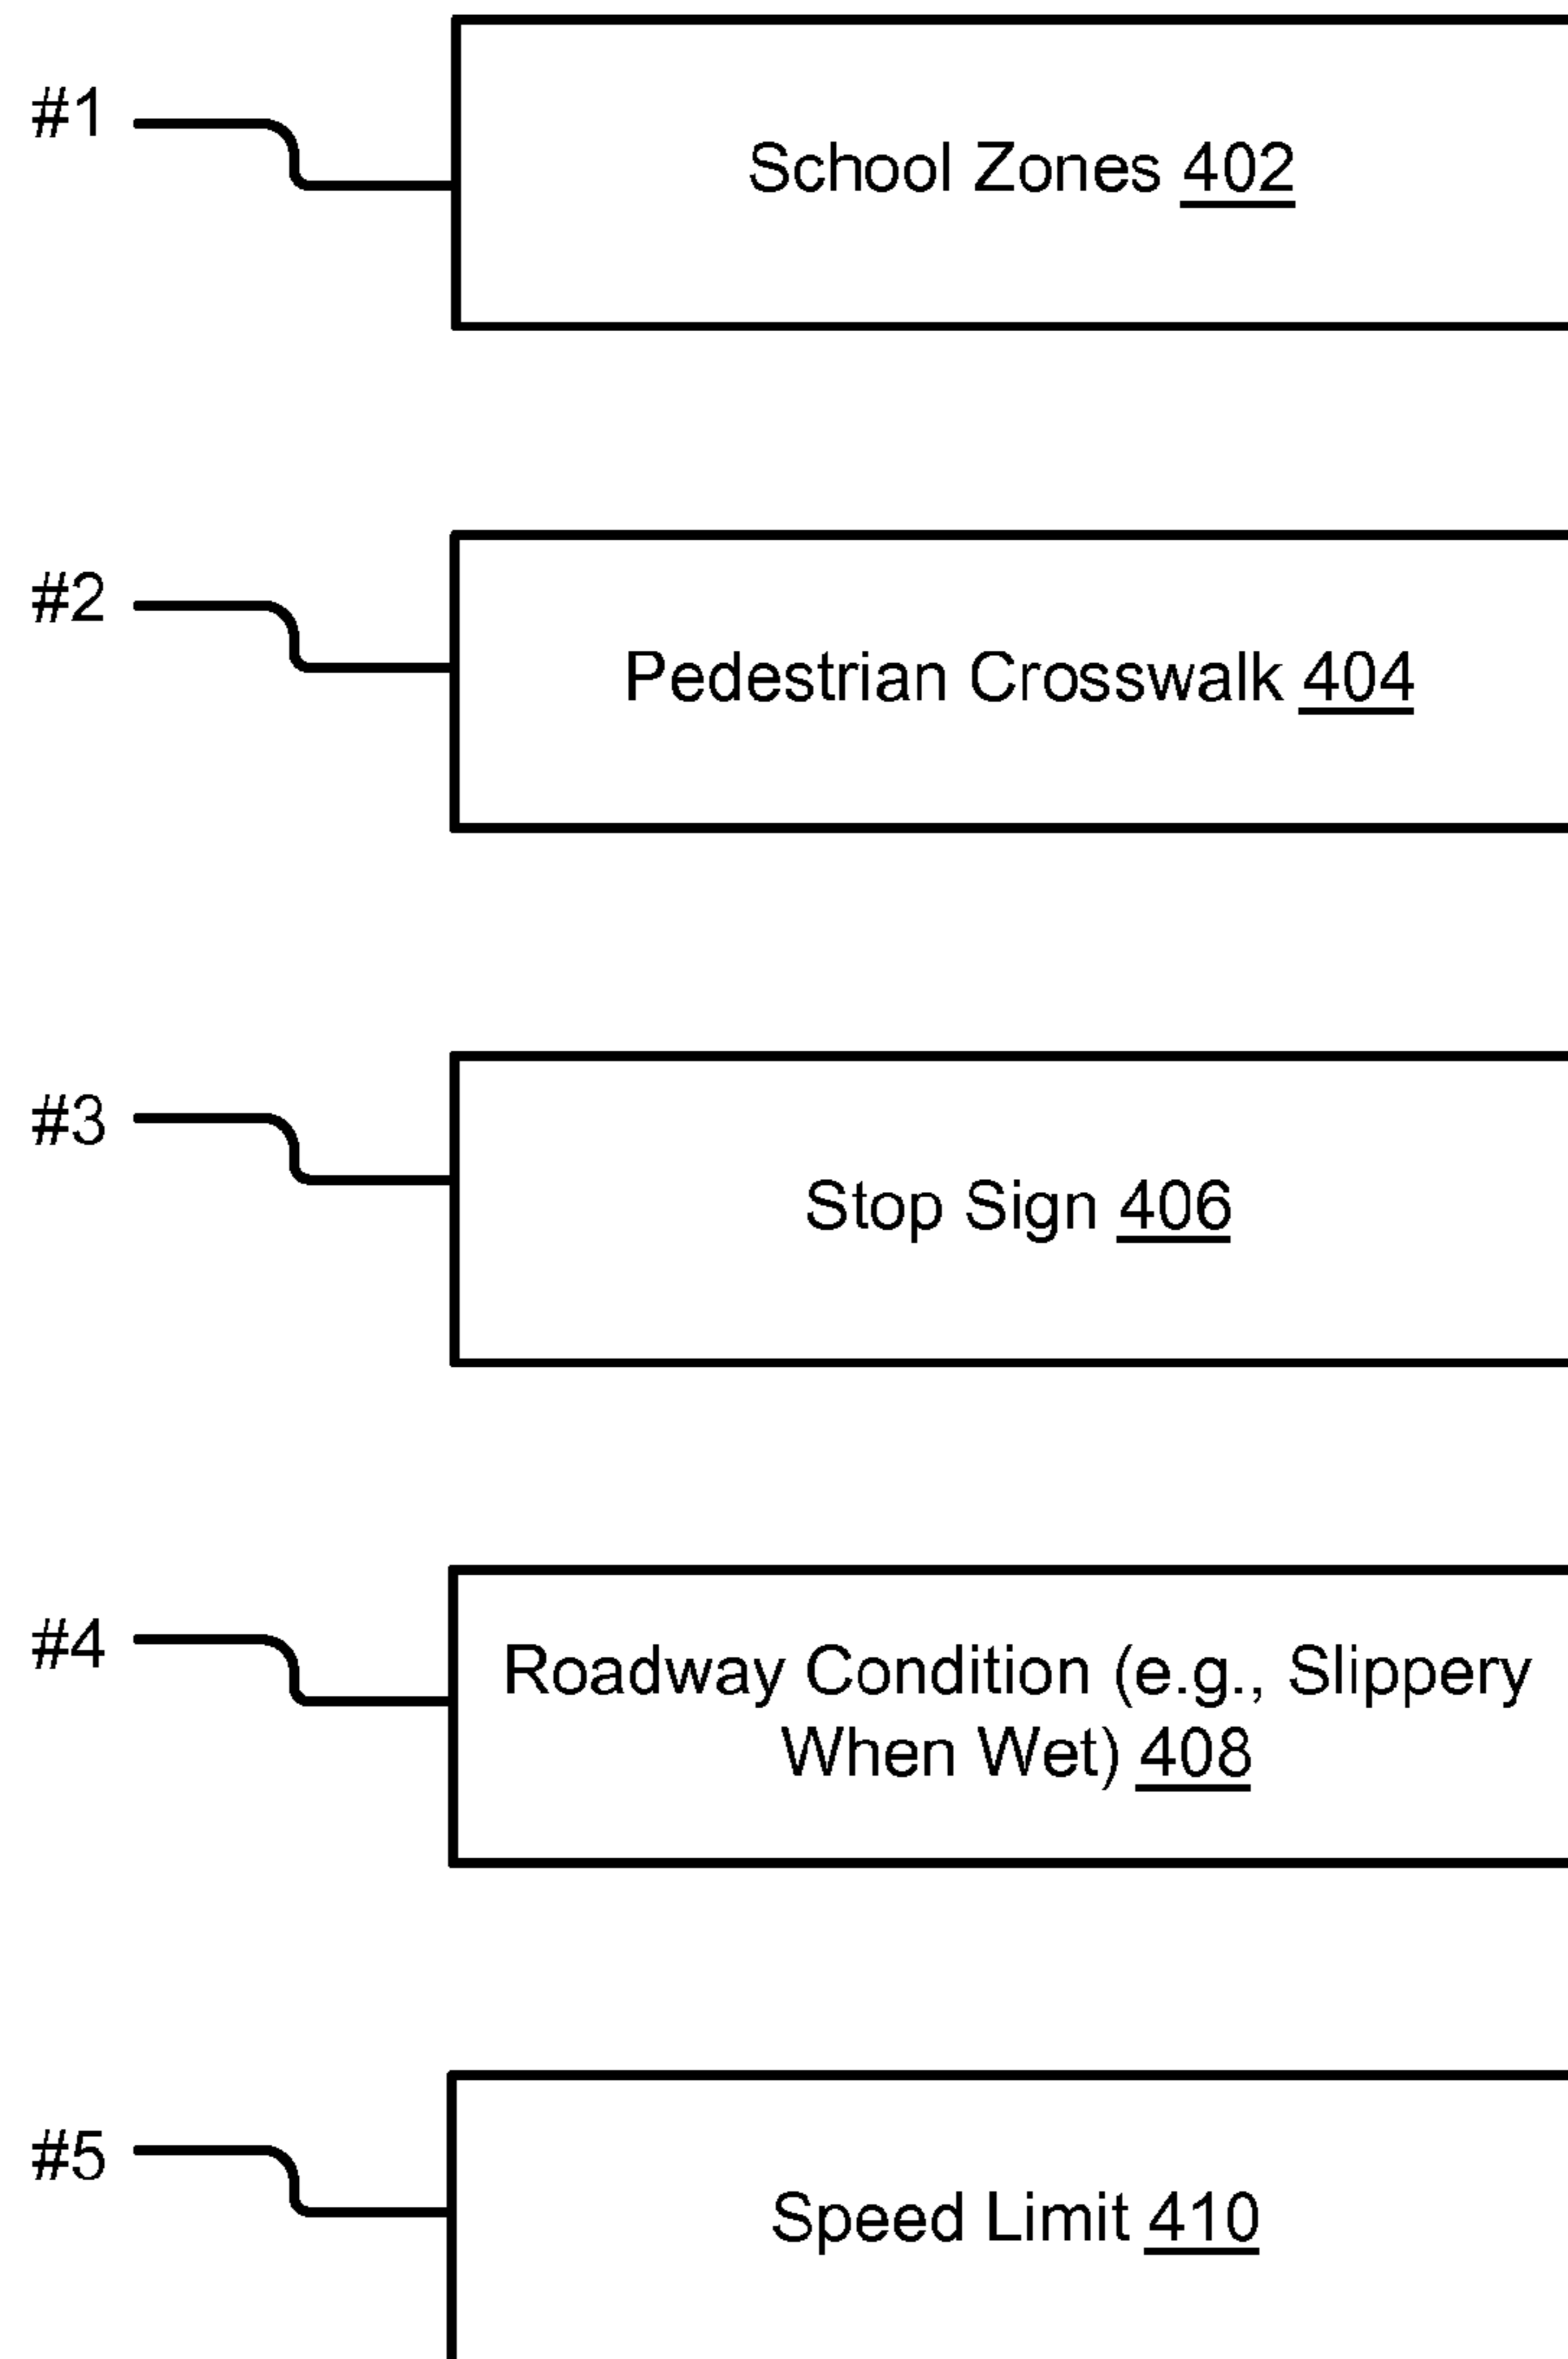 #1
School Zones 402
#2
Pedestrian Crosswalk 404
#3
Stop Sign 406
#4
Roadway Condition (e.g., Slippery
When Wet) 408
#5
Speed Limit 410